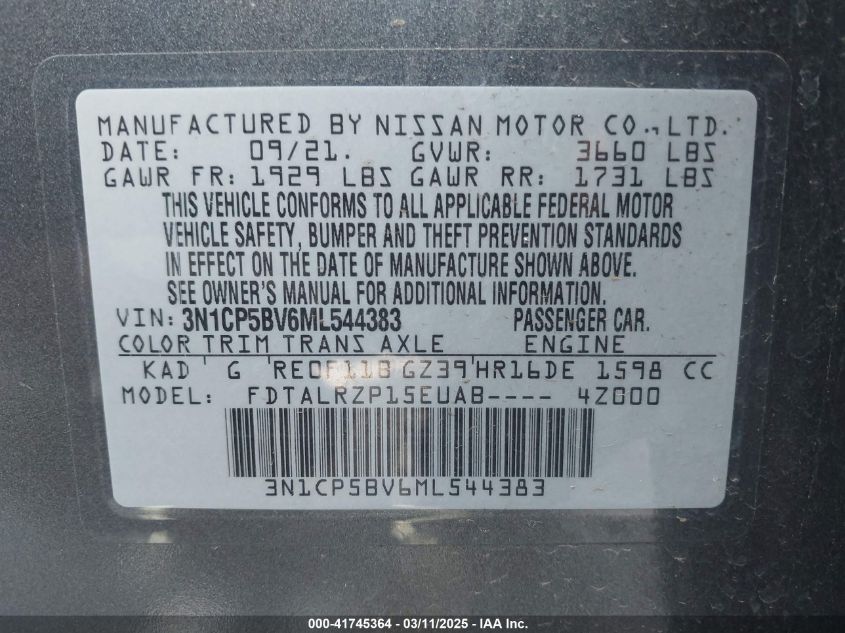 MANUFACTURED BY NISSAN MOTOR CO., LTD.
DATE: 09/21. GVWR: 3660 LBS
GAWR FR: 1929 LBS GAWR RR: 1731 LBS
THIS VEHICLE CONFORMS TO ALL APPLICABLE FEDERAL MOTOR
VEHICLE SAFETY, BUMPER AND THEFT PREVENTION STANDARDS
IN EFFECT ON THE DATE OF MANUFACTURE SHOWN ABOVE.
SEE OWNER'S MANUAL FOR ADDITIONAL INFORMATION.
VIN: 3N1CP5BV6ML544383 PASSENGER CAR.
COLOR TRIM TRANS AXLE ENGINE
KAD G RE0F11B GZ39 HR16DE 1598 CC
MODEL: FDTALRZP15EUAB---- 4Z000
3N1CP5BV6ML544383
000-41745364 - 03/11/2025 - IAA Inc.